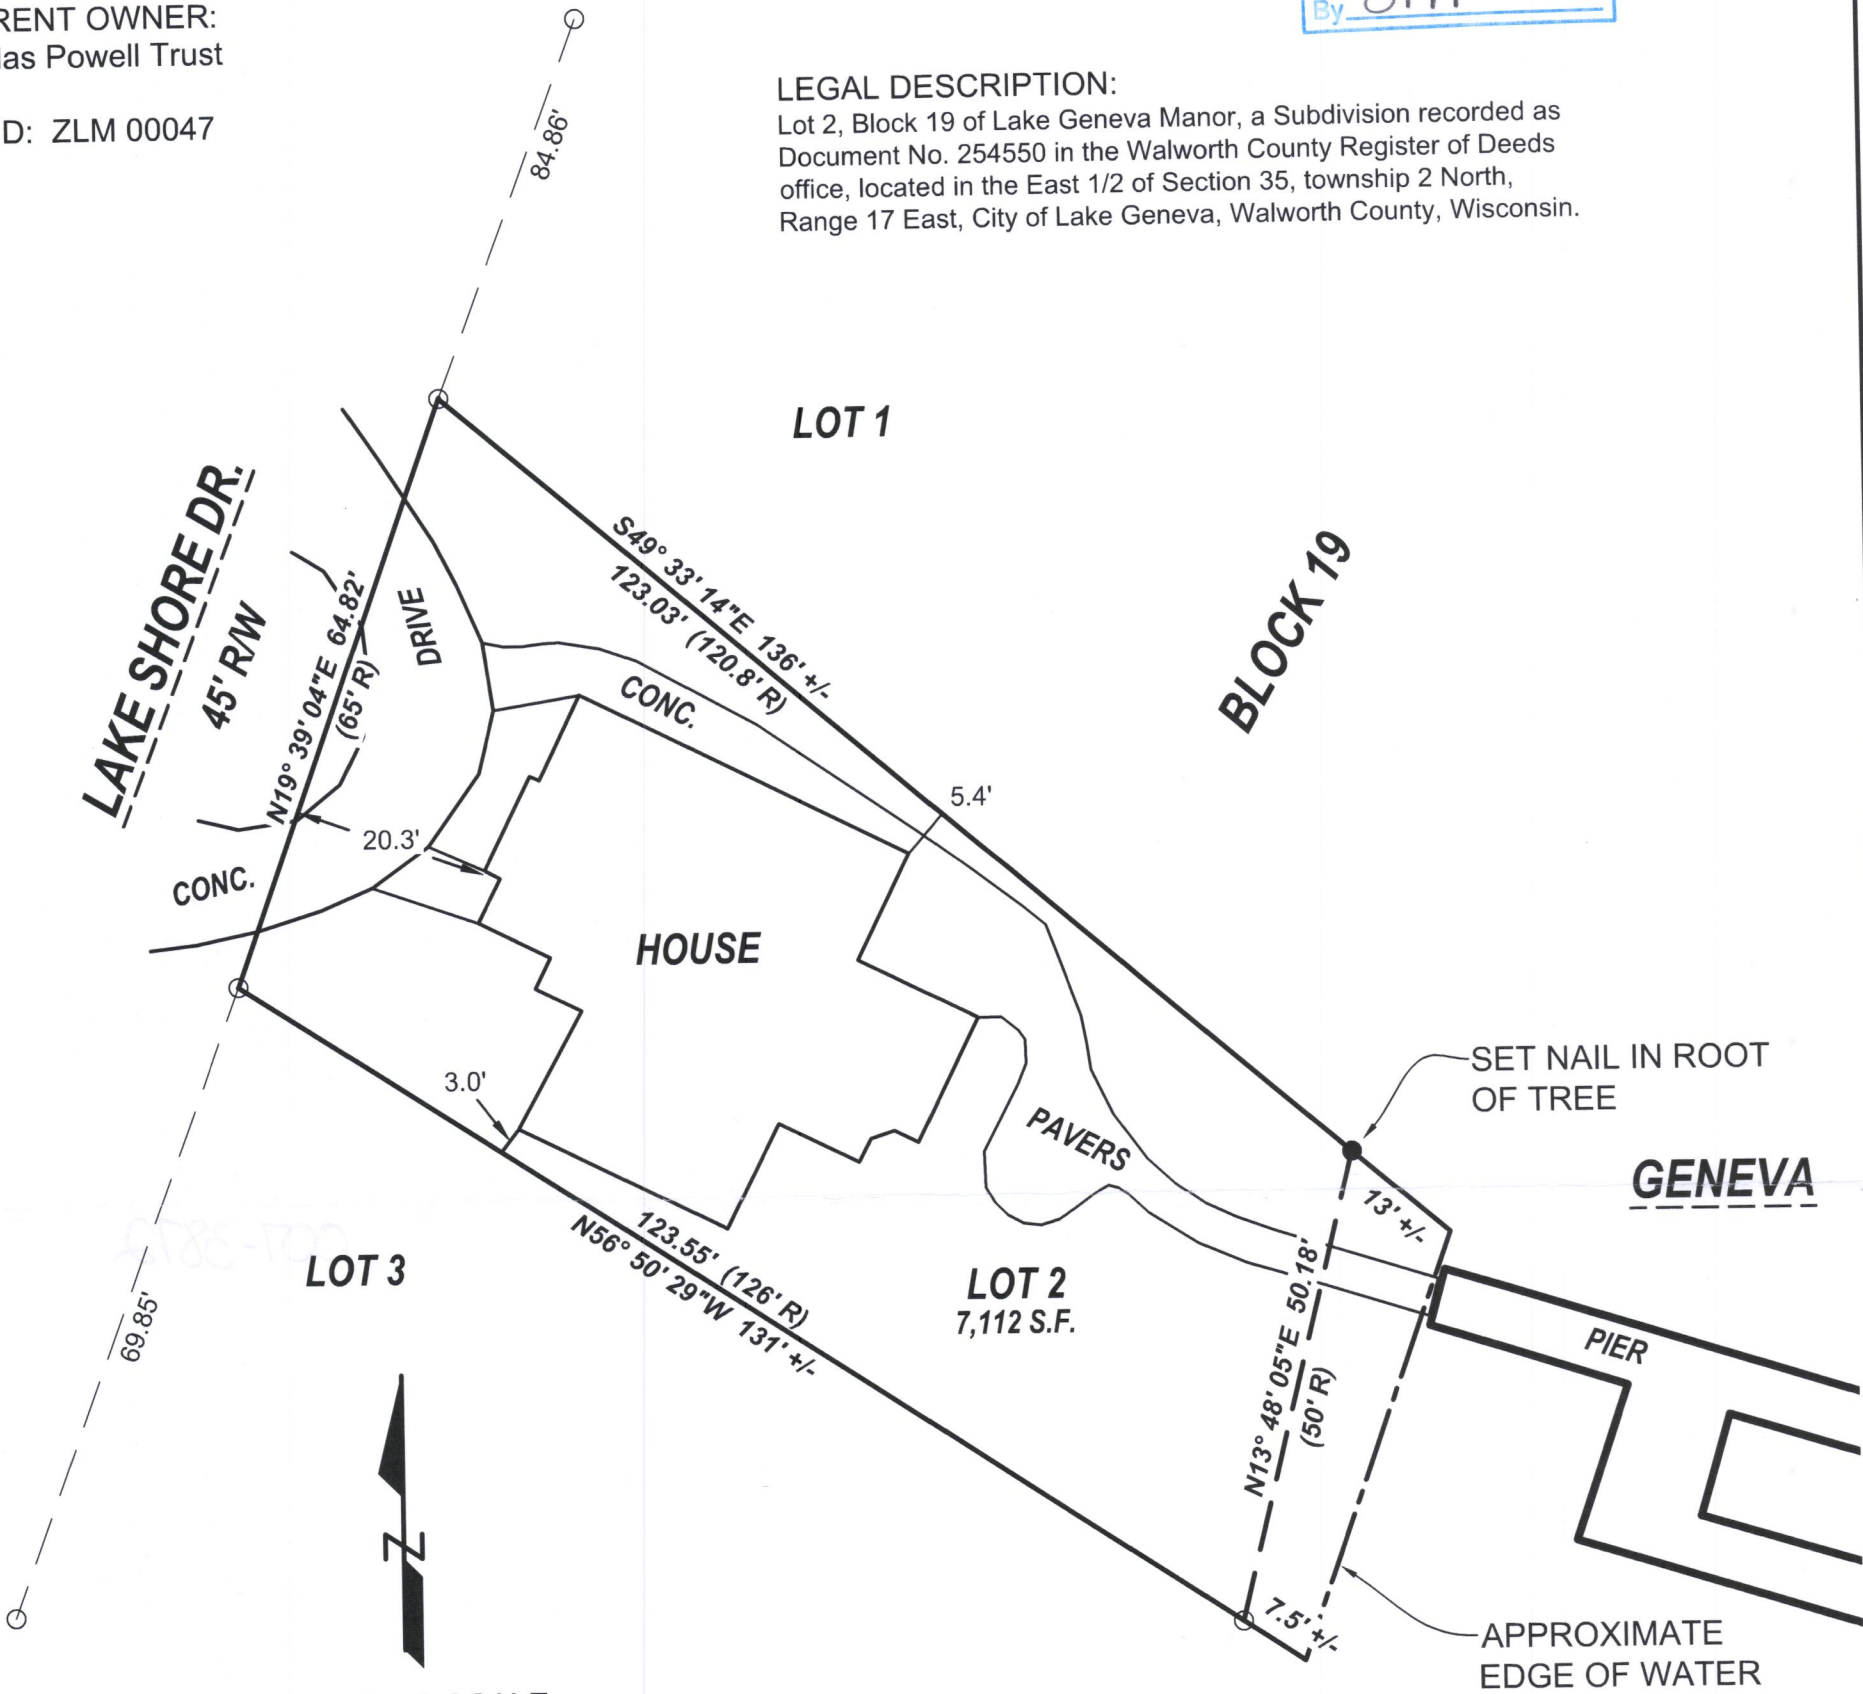 RENT OWNER:
las Powell Trust
D: ZLM 00047
By
LEGAL DESCRIPTION:
Lot 2, Block 19 of Lake Geneva Manor, a Subdivision recorded as
Document No. 254550 in the Walworth County Register of Deeds
office, located in the East 1/2 of Section 35, township 2 North,
Range 17 East, City of Lake Geneva, Walworth County, Wisconsin.
84.86'
LOT 1
LAKE SHORE DR.
45' R/W
N19° 39' 04"E 64.82'
(65' R)
DRIVE
S49° 33' 14"E 136' +/-
123.03' (120.8' R)
CONC.
BLOCK 19
5.4'
20.3'
CONC.
HOUSE
3.0'
SET NAIL IN ROOT
OF TREE
PAVERS
GENEVA
13' +/-
LOT 3
123.55' (126' R)
N56° 50' 29"W 131' +/-
LOT 2
7,112 S.F.
N13° 48' 05"E 50.18'
(50' R)
PIER
69.85'
N
7.5' +/-
APPROXIMATE
EDGE OF WATER